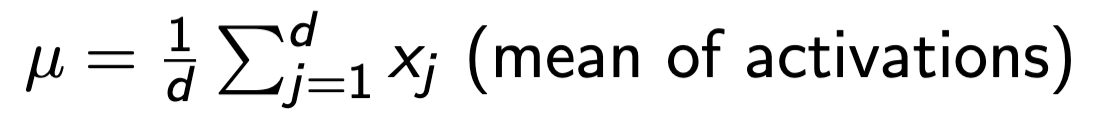 μ = 1/d ∑_{j=1}^{d} x_j (mean of activations)